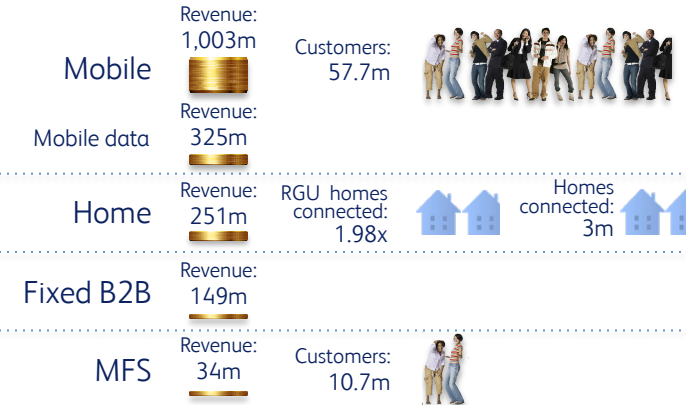 Mobile
Revenue:
1,003m
Customers:
57.7m
Mobile data
Revenue:
325m
Home
Revenue:
251m
RGU homes
connected:
1.98x
Homes
connected:
3m
Fixed B2B
Revenue:
149m
MFS
Revenue:
34m
Customers:
10.7m